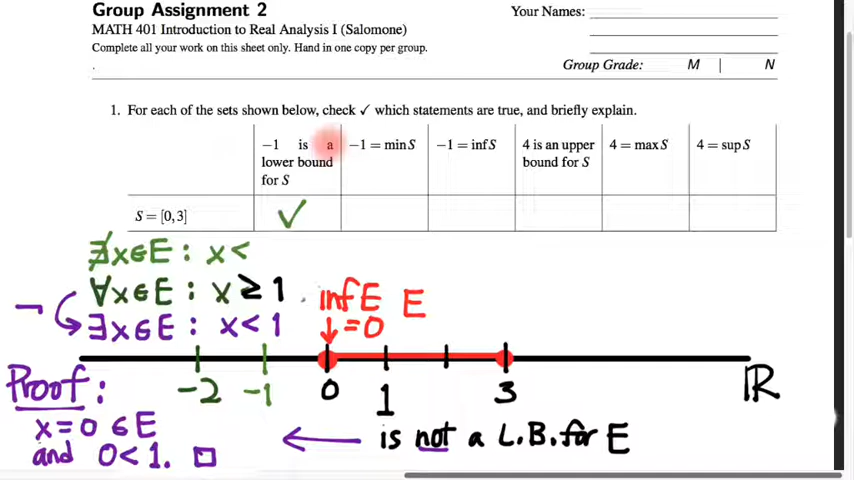 Group Assignment 2
Your Names:
MATH 401 Introduction to Real Analysis I (Salomone)
Complete all your work on this sheet only. Hand in one copy per group.
Group Grade: M | N
1. For each of the sets shown below, check ✓ which statements are true, and briefly explain.
−1 is a lower bound for S
−1 = min S
−1 = inf S
4 is an upper bound for S
4 = max S
4 = sup S
S = [0,3]
✓
∄x∈E : x <
∀x∈E : x ≥ 1
inf E
E
¬
∃x∈E : x < 1
↓ = 0
−2 −1 0 1 3 ℝ
Proof:
x = 0 ∈ E
← is not a L.B. for E
and 0 < 1. □